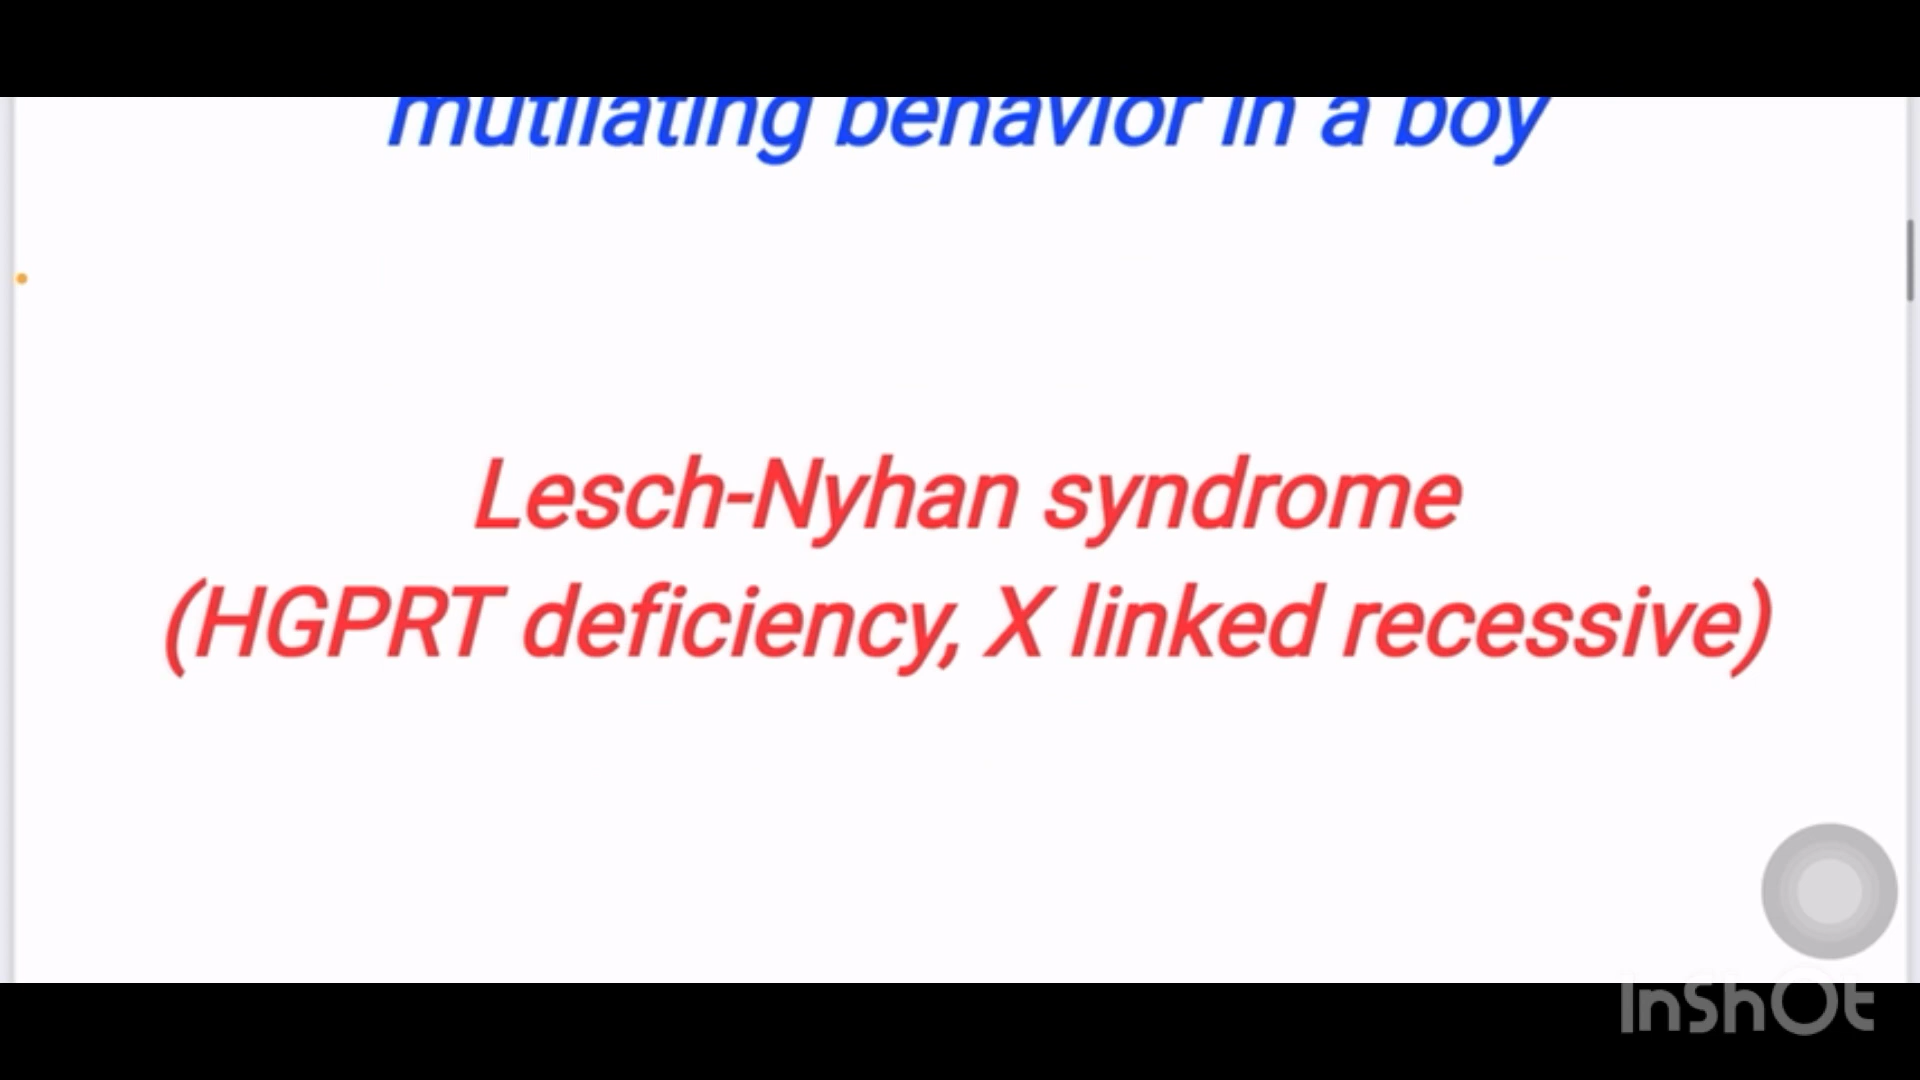 mutilating behavior in a boy
Lesch-Nyhan syndrome
(HGPRT deficiency, X linked recessive)
InShOt